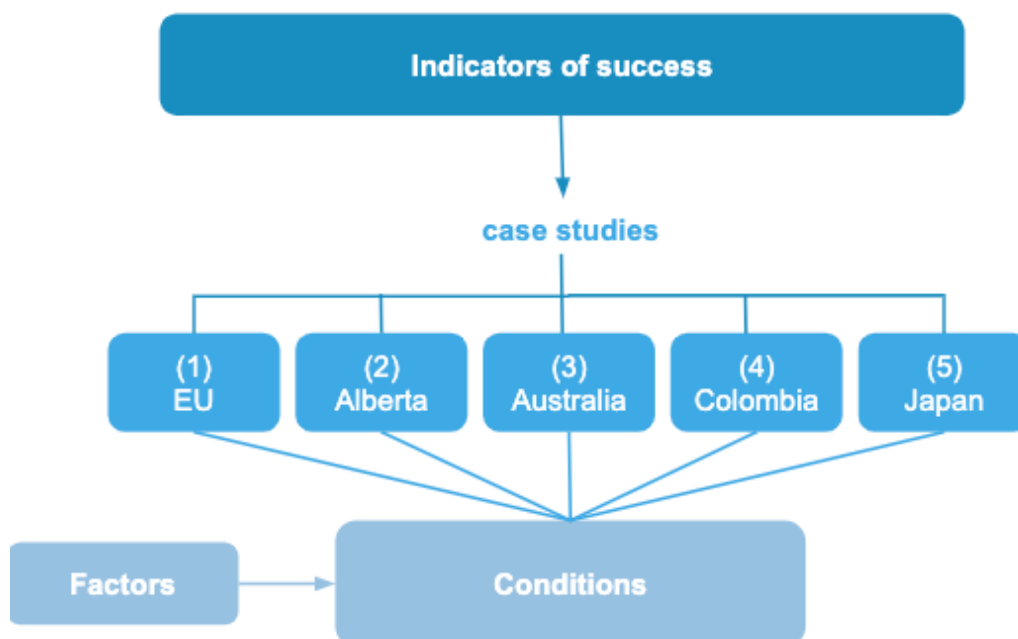 Indicators of success
case studies
(1)
EU
(2)
Alberta
(3)
Australia
(4)
Colombia
(5)
Japan
Factors
Conditions